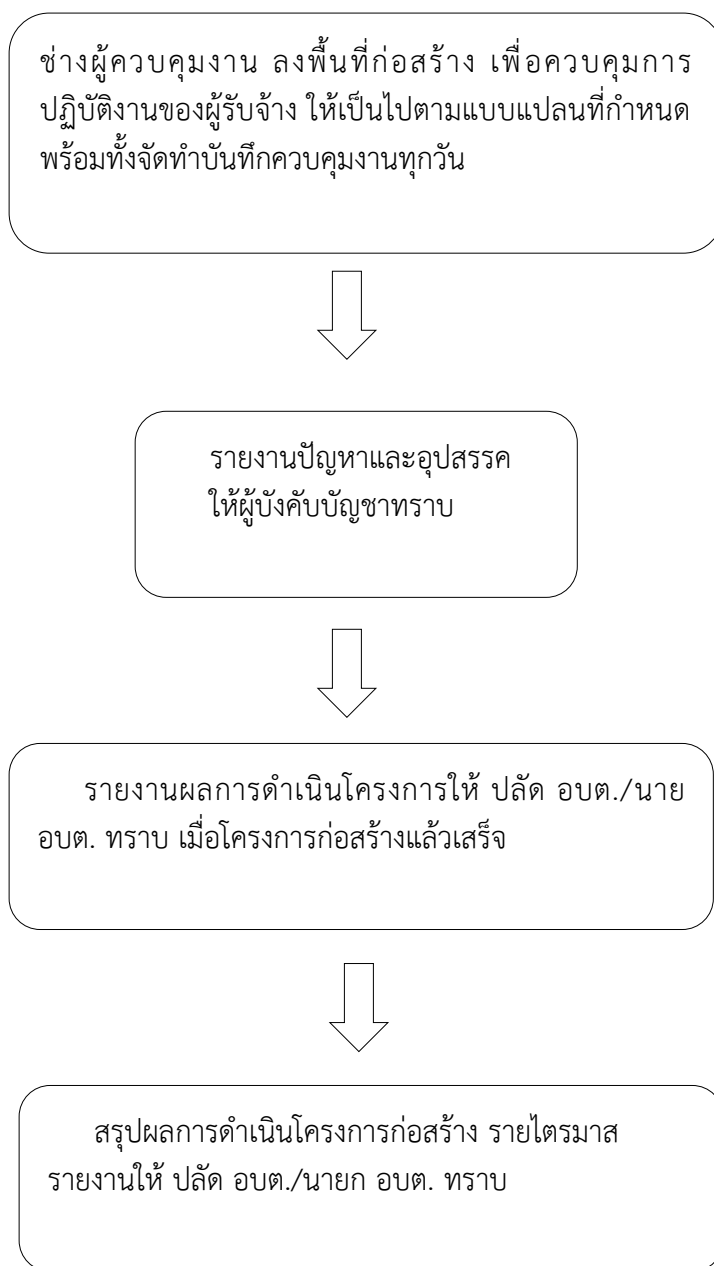 ช่างผู้ควบคุมงาน ลงพื้นที่ก่อสร้าง เพื่อควบคุมการ
ปฏิบัติงานของผู้รับจ้าง ให้เป็นไปตามแบบแปลนที่กำหนด
พร้อมทั้งจัดทำบันทึกควบคุมงานทุกวัน
รายงานปัญหาและอุปสรรค
ให้ผู้บังคับบัญชาทราบ
รายงานผลการดำเนินโครงการให้ ปลัด อบต./นาย
อบต. ทราบ เมื่อโครงการก่อสร้างแล้วเสร็จ
สรุปผลการดำเนินโครงการก่อสร้าง รายไตรมาส
รายงานให้ ปลัด อบต./นายก อบต. ทราบ